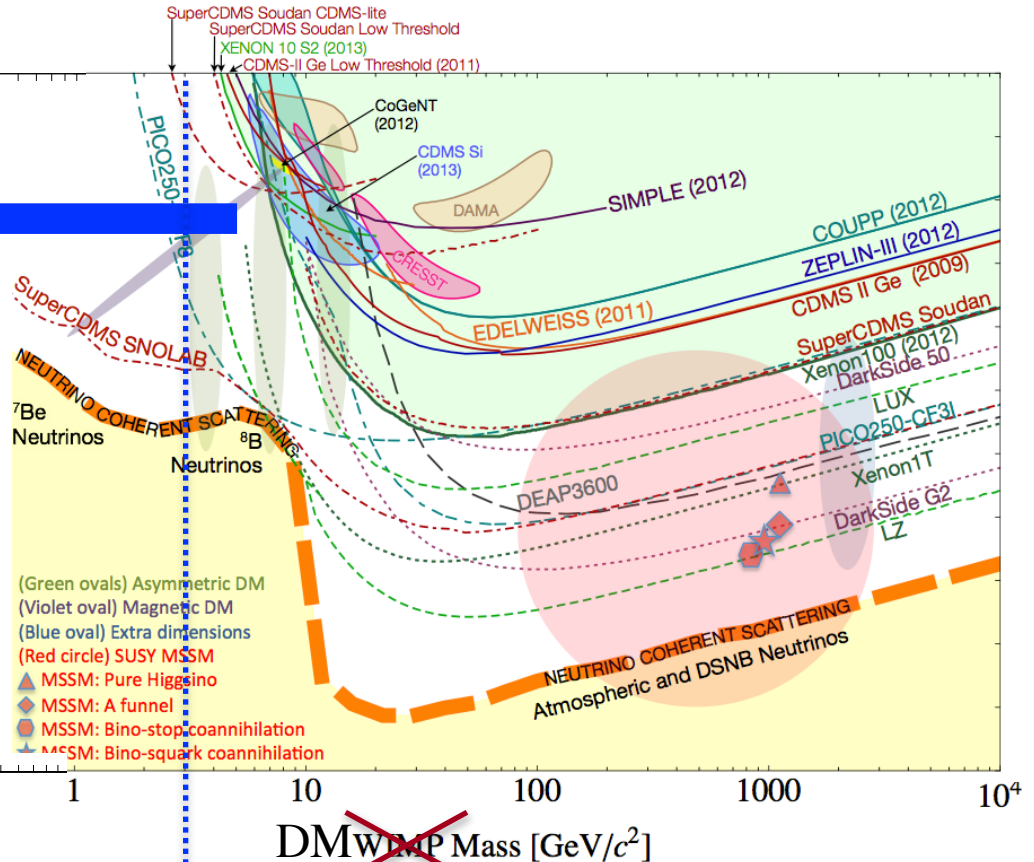 SuperCDMS Soudan CDMS-lite
SuperCDMS Soudan Low Threshold
XENON 10 S2 (2013)
CDMS-II Ge Low Threshold (2011)
CoGeNT
(2012)
CDMS Si
(2013)
PICO250-
DAMA
SIMPLE (2012)
COUPP (2012)
ZEPLIN-III (2012)
CRESST
CDMS II Ge (2009)
EDELWEISS (2011)
SuperCDMS Soudan
Xenon100 (2012)
DarkSide 50
LUX
PICO250-CF3I
Xenon1T
DEAP3600
DarkSide G2
LZ
SuperCDMS SNOLAB
NEUTRINO COHERENT SCATTERING
7Be
Neutrinos
8B
Neutrinos
NEUTRINO COHERENT SCATTERING
Atmospheric and DSNB Neutrinos
(Green ovals) Asymmetric DM
(Violet oval) Magnetic DM
(Blue oval) Extra dimensions
(Red circle) SUSY MSSM
MSSM: Pure Higgsino
MSSM: A funnel
MSSM: Bino-stop coannihilation
MSSM: Bino-squark coannihilation
1 10 100 1000 10⁴
DM WIMP Mass [GeV/c²]